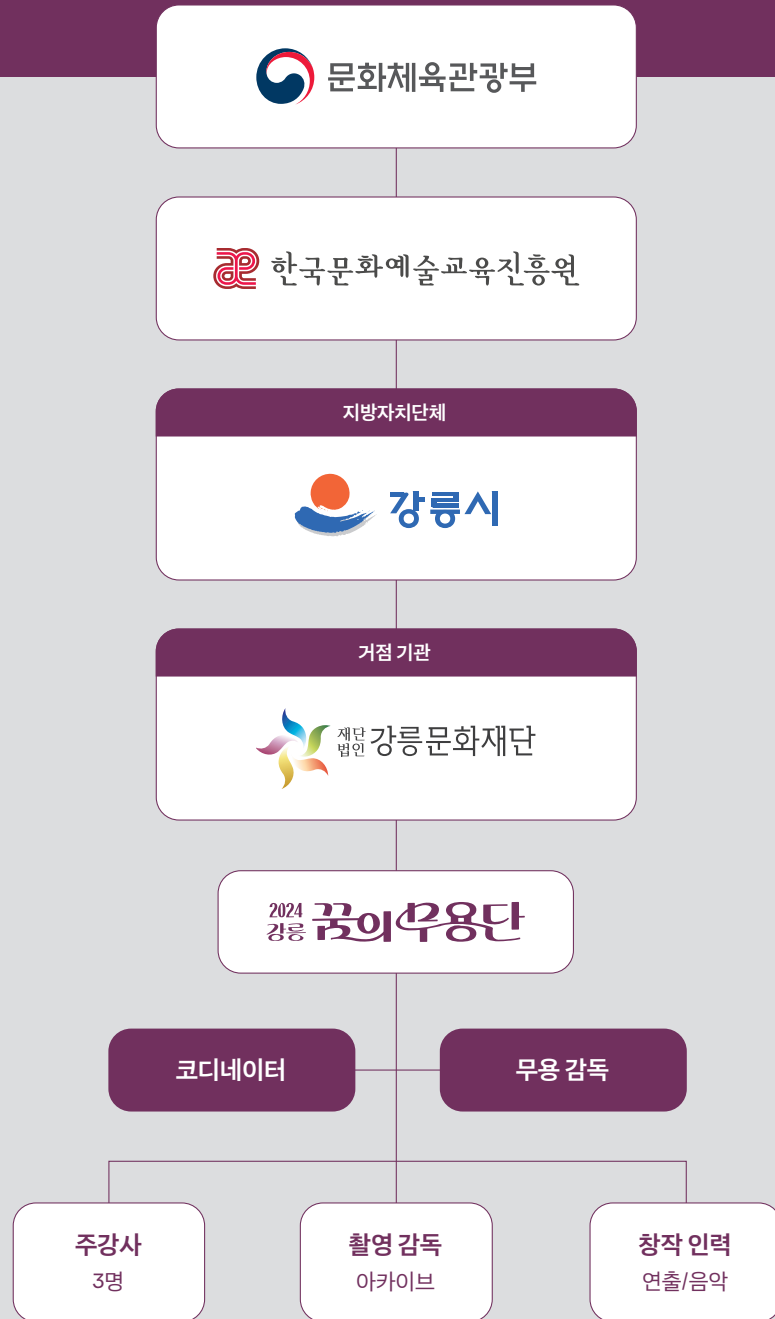 문화체육관광부
한국문화예술교육진흥원
지방자치단체
강릉시
거점 기관
재단
법인 강릉문화재단
2024
강릉 꿈의 무용단
코디네이터
무용 감독
주강사
3명
촬영 감독
아카이브
창작 인력
연출/음악